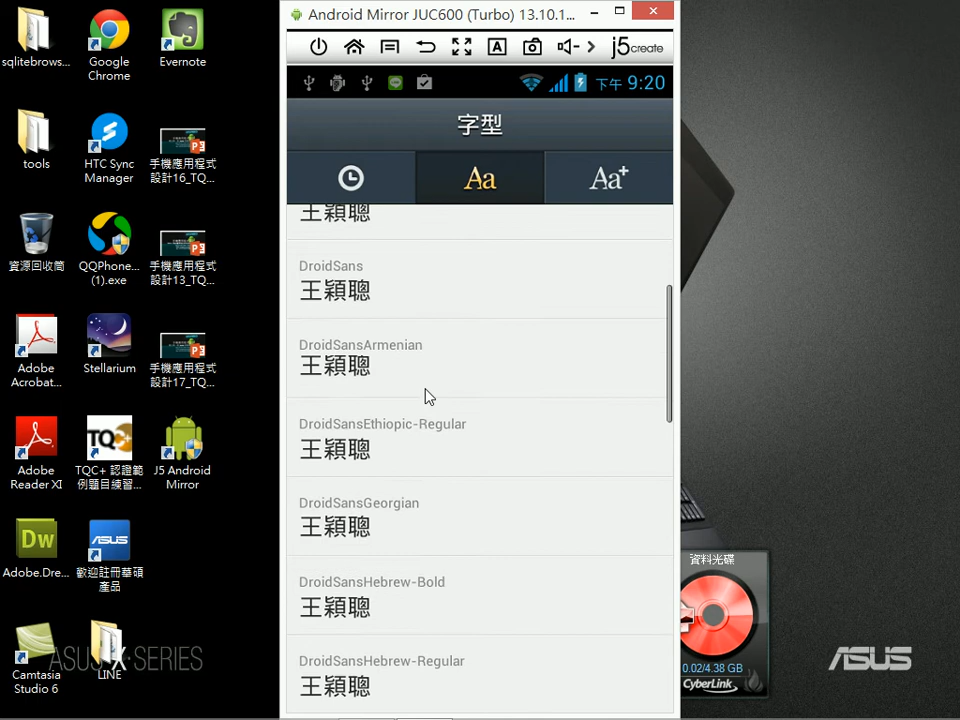 sqlitebrows...
Google
Chrome
Evernote
tools
HTC Sync
Manager
手機應用程式
設計16_TQ...
資源回收筒
QQPhone...
(1).exe
手機應用程式
設計13_TQ...
Adobe
Acrobat...
Stellarium
手機應用程式
設計17_TQ...
Adobe
Reader XI
TQC+ 認證範
例題目練習...
J5 Android
Mirror
Adobe.Dre...
歡迎註冊華碩
產品
Camtasia
Studio 6
LINE
ASUS X-SERIES
Android Mirror JUC600 (Turbo) 13.10.1...
j5create
下午 9:20
字型
Aa
Aa+
王穎聰
DroidSans
王穎聰
DroidSansArmenian
王穎聰
DroidSansEthiopic-Regular
王穎聰
DroidSansGeorgian
王穎聰
DroidSansHebrew-Bold
王穎聰
DroidSansHebrew-Regular
王穎聰
資料光碟
0.02/4.38 GB
CyberLink
ASUS